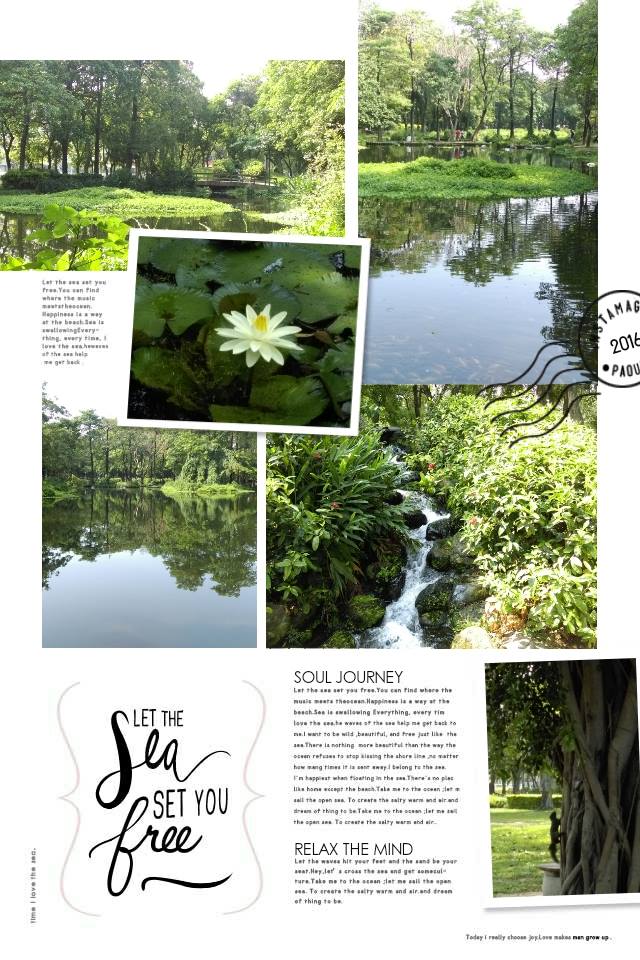 INSTAMAG
2016
PAOU
Let the sea set you
free.You can find
where the music
meetstheocean.
Happiness is a way
at the beach.Sea is
swallowingEvery-
thing, every time, I
love the sea.hewaves
of the sea help
me get back .
LET THE
Sea
SET YOU
free
SOUL JOURNEY
Let the sea set you free.You can find where the
music meets theocean.Happiness is a way at the
beach.Sea is swallowing Everything, every tim
love the sea.he waves of the sea help me get back to
me.I want to be wild ,beautiful, and free just like the
sea.There is nothing more beautiful than the way the
ocean refuses to stop kissing the shore line ,no matter
how many times it is sent away.I belong to the sea.
I'm happiest when floating in the sea.There's no plac
like home except the beach.Take me to the ocean ;let m
sail the open sea. To create the salty warm and air.and
dream of thing to be.Take me to the ocean ;let me sail
the open sea. To create the salty warm and air..
RELAX THE MIND
Let the waves hit your feet and the sand be your
seat.Hey,let's cross the sea and get somecul-
ture.Take me to the ocean ;let me sail the open
sea. To create the salty warm and air.and dream
of thing to be.
time I love the sea.
Today i really choose joy.Love makes man grow up .